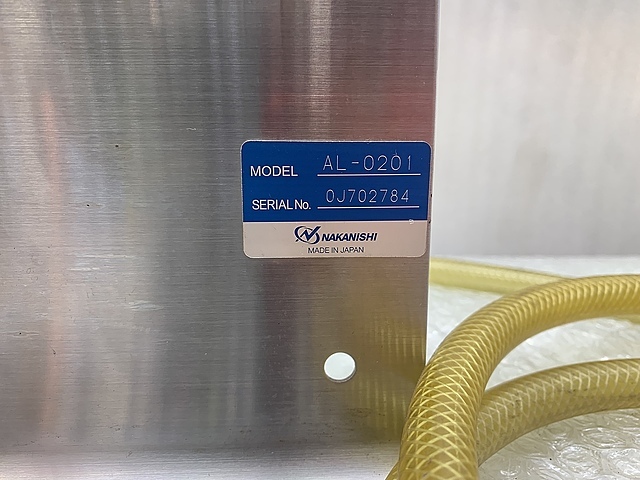 MODEL AL-0201
SERIAL No. 0J702784
NAKANISHI
MADE IN JAPAN